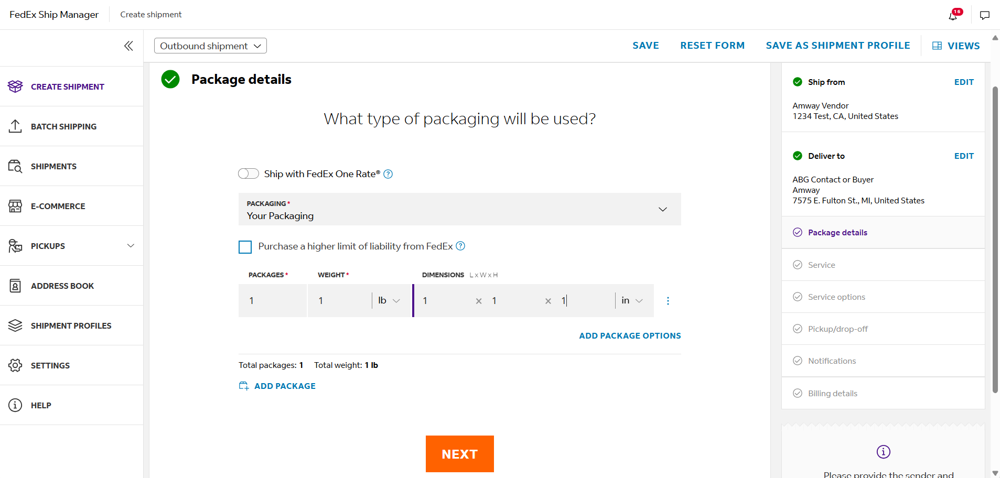 FedEx Ship Manager
Create shipment
16
Outbound shipment
SAVE
RESET FORM
SAVE AS SHIPMENT PROFILE
VIEWS
CREATE SHIPMENT
BATCH SHIPPING
SHIPMENTS
E-COMMERCE
PICKUPS
ADDRESS BOOK
SHIPMENT PROFILES
SETTINGS
HELP
Package details
What type of packaging will be used?
Ship with FedEx One Rate® ?
PACKAGING *
Your Packaging
Purchase a higher limit of liability from FedEx ?
PACKAGES * WEIGHT * DIMENSIONS L x W x H
1 1 lb 1 × 1 × 1 in
ADD PACKAGE OPTIONS
Total packages: 1 Total weight: 1 lb
ADD PACKAGE
NEXT
Ship from EDIT
Amway Vendor
1234 Test, CA, United States
Deliver to EDIT
ABG Contact or Buyer
Amway
7575 E. Fulton St., MI, United States
Package details
Service
Service options
Pickup/drop-off
Notifications
Billing details
Please provide the sender and